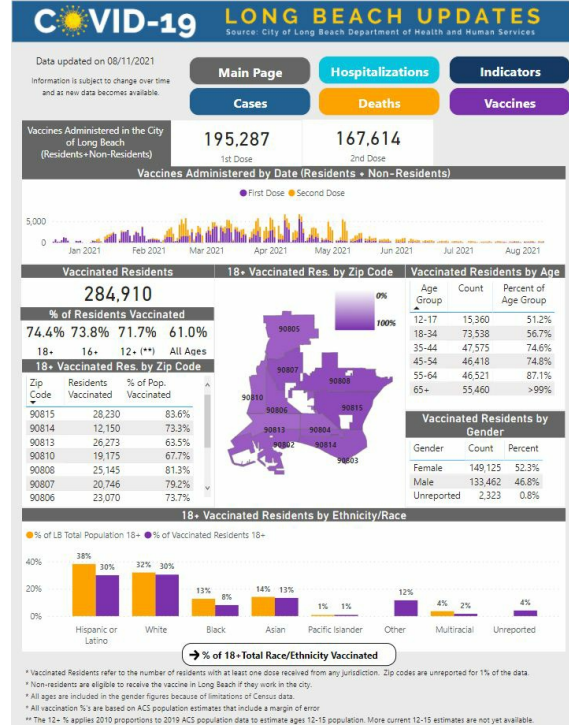 COVID-19 LONG BEACH UPDATES
Source: City of Long Beach Department of Health and Human Services
Data updated on 08/11/2021
Information is subject to change over time
and as new data becomes available.
Main Page
Hospitalizations
Indicators
Cases
Deaths
Vaccines
Vaccines Administered in the City
of Long Beach
(Residents+Non-Residents)
195,287
1st Dose
167,614
2nd Dose
Vaccines Administered by Date (Residents + Non-Residents)
First Dose Second Dose
5,000
0
Jan 2021 Feb 2021 Mar 2021 Apr 2021 May 2021 Jun 2021 Jul 2021 Aug 2021
Vaccinated Residents
284,910
% of Residents Vaccinated
74.4% 73.8% 71.7% 61.0%
18+ 16+ 12+ (**) All Ages
18+ Vaccinated Res. by Zip Code
Zip Code Residents Vaccinated % of Pop. Vaccinated
90815 28,230 83.6%
90814 12,150 73.3%
90813 26,273 63.5%
90810 19,175 67.7%
90808 25,145 81.3%
90807 20,746 79.2%
90806 23,070 73.7%
18+ Vaccinated Res. by Zip Code
0%
100%
90805
90807
90808
90810
90806
90815
90813
90804
90802
90814
90803
Vaccinated Residents by Age
Age Group Count Percent of Age Group
12-17 15,360 51.2%
18-34 73,538 56.7%
35-44 47,575 74.6%
45-54 46,418 74.8%
55-64 46,521 87.1%
65+ 55,460 >99%
Vaccinated Residents by
Gender
Gender Count Percent
Female 149,125 52.3%
Male 133,462 46.8%
Unreported 2,323 0.8%
18+ Vaccinated Residents by Ethnicity/Race
% of LB Total Population 18+ % of Vaccinated Residents 18+
40%
20%
0%
38% 30%
32% 30%
13% 8%
14% 13%
1% 1%
12%
4% 2%
4%
Hispanic or Latino White Black Asian Pacific Islander Other Multiracial Unreported
→ % of 18+Total Race/Ethnicity Vaccinated
* Vaccinated Residents refer to the number of residents with at least one dose received from any jurisdiction. Zip codes are unreported for 1% of the data.
* Non-residents are eligible to receive the vaccine in Long Beach if they work in the city.
* All ages are included in the gender figures because of limitations of Census data.
* All vaccination %'s are based on ACS population estimates that include a margin of error
** The 12+ % applies 2010 proportions to 2019 ACS population data to estimate ages 12-15 population. More current 12-15 estimates are not yet available.